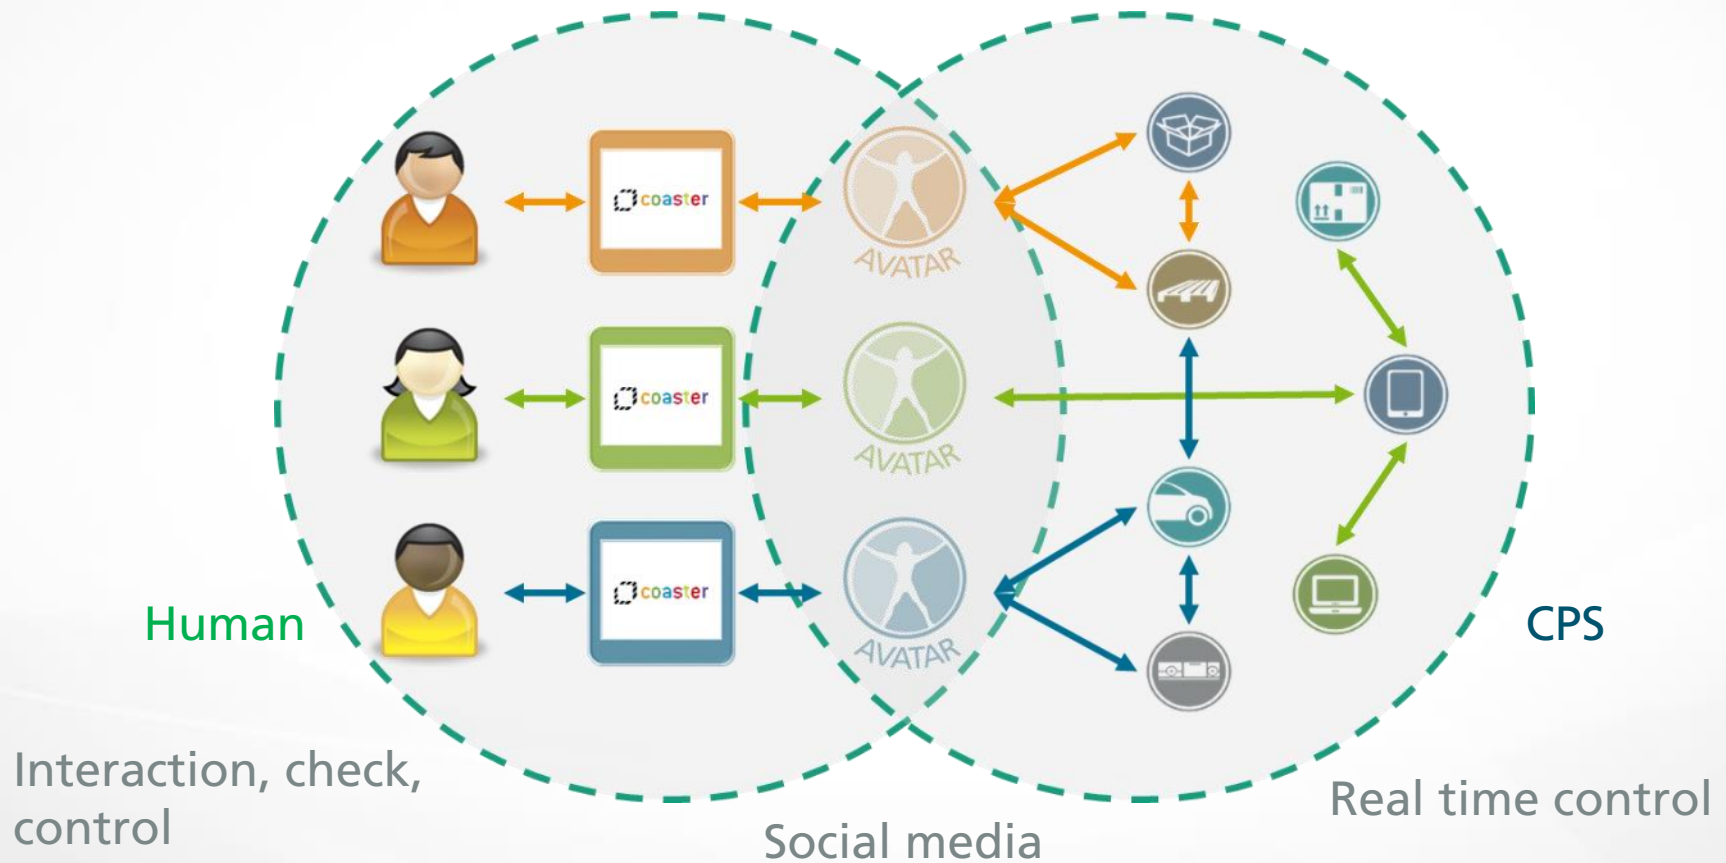 coaster
AVATAR
coaster
AVATAR
coaster
AVATAR
Human
CPS
Interaction, check,
control
Real time control
Social media